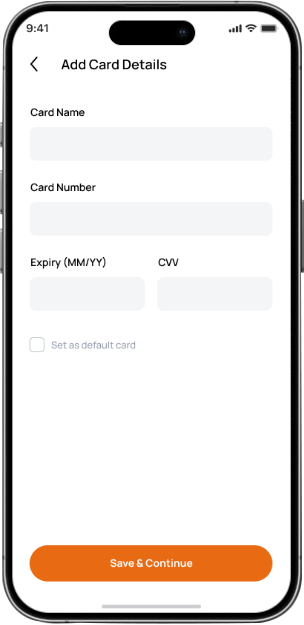 9:41
Add Card Details
Card Name
Card Number
Expiry (MM/YY) CVV
Set as default card
Save & Continue